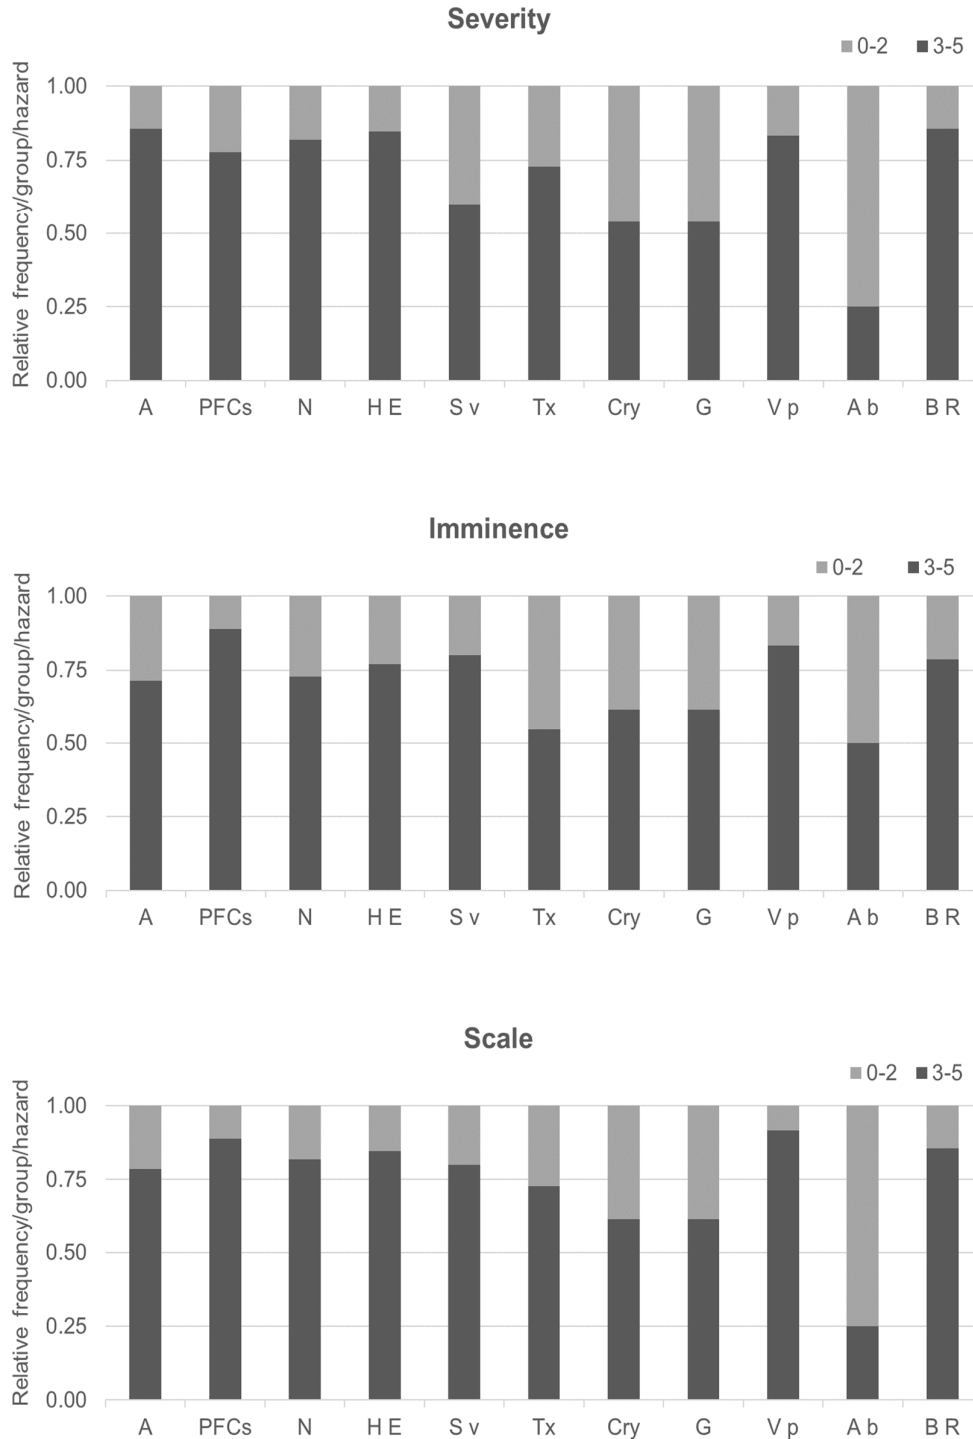 Severity
0-2 3-5
Relative frequency/group/hazard
1.00
0.75
0.50
0.25
0.00
A PFCs N H E S v Tx Cry G V p A b B R
Imminence
0-2 3-5
Relative frequency/group/hazard
1.00
0.75
0.50
0.25
0.00
A PFCs N H E S v Tx Cry G V p A b B R
Scale
0-2 3-5
Relative frequency/group/hazard
1.00
0.75
0.50
0.25
0.00
A PFCs N H E S v Tx Cry G V p A b B R